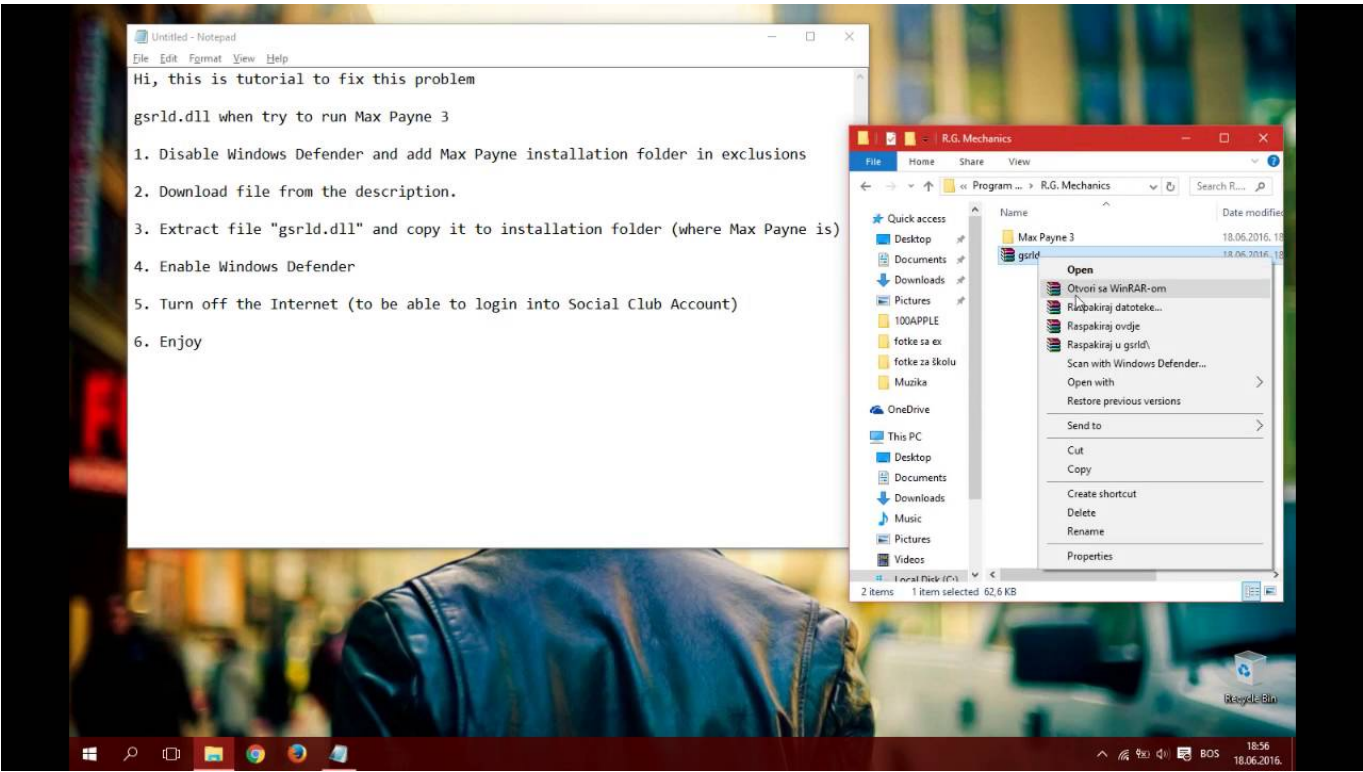 Untitled - Notepad
File Edit Format View Help
Hi, this is tutorial to fix this problem
gsrld.dll when try to run Max Payne 3
1. Disable Windows Defender and add Max Payne installation folder in exclusions
2. Download file from the description.
3. Extract file "gsrld.dll" and copy it to installation folder (where Max Payne is)
4. Enable Windows Defender
5. Turn off the Internet (to be able to login into Social Club Account)
6. Enjoy
R.G. Mechanics
File Home Share View
« Program ... › R.G. Mechanics
Search R....
Name Date modified
Quick access
Desktop
Documents
Downloads
Pictures
100APPLE
fotke sa ex
fotke za školu
Muzika
OneDrive
This PC
Desktop
Documents
Downloads
Music
Pictures
Videos
Local Disk (C:)
Max Payne 3 18.06.2016. 18
gsrld 18.06.2016. 18
Open
Otvori sa WinRAR-om
Raspakiraj datoteke...
Raspakiraj ovdje
Raspakiraj u gsrld\
Scan with Windows Defender...
Open with
Restore previous versions
Send to
Cut
Copy
Create shortcut
Delete
Rename
Properties
2 items 1 item selected 62,6 KB
Recycle Bin
BOS
18:56
18.06.2016.